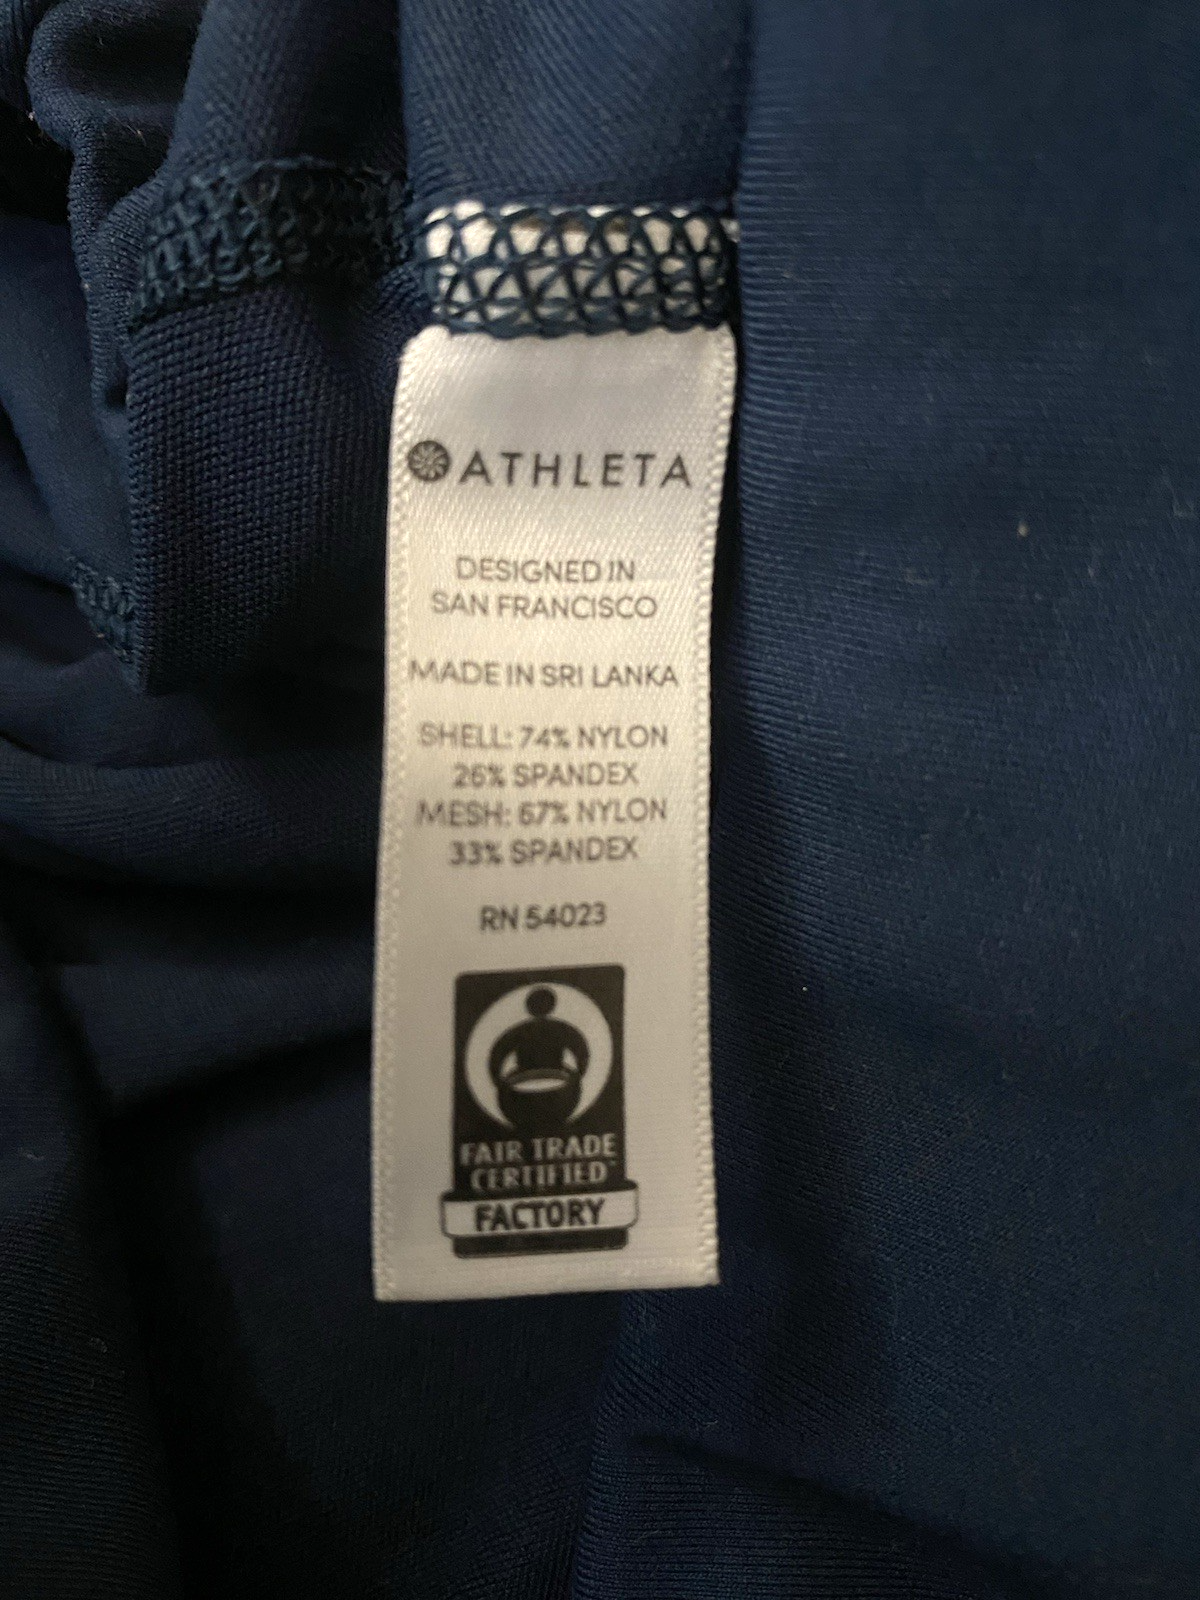 ATHLETA
DESIGNED IN
SAN FRANCISCO
MADE IN SRI LANKA
SHELL: 74% NYLON
26% SPANDEX
MESH: 67% NYLON
33% SPANDEX
RN 54023
FAIR TRADE
CERTIFIED™
FACTORY